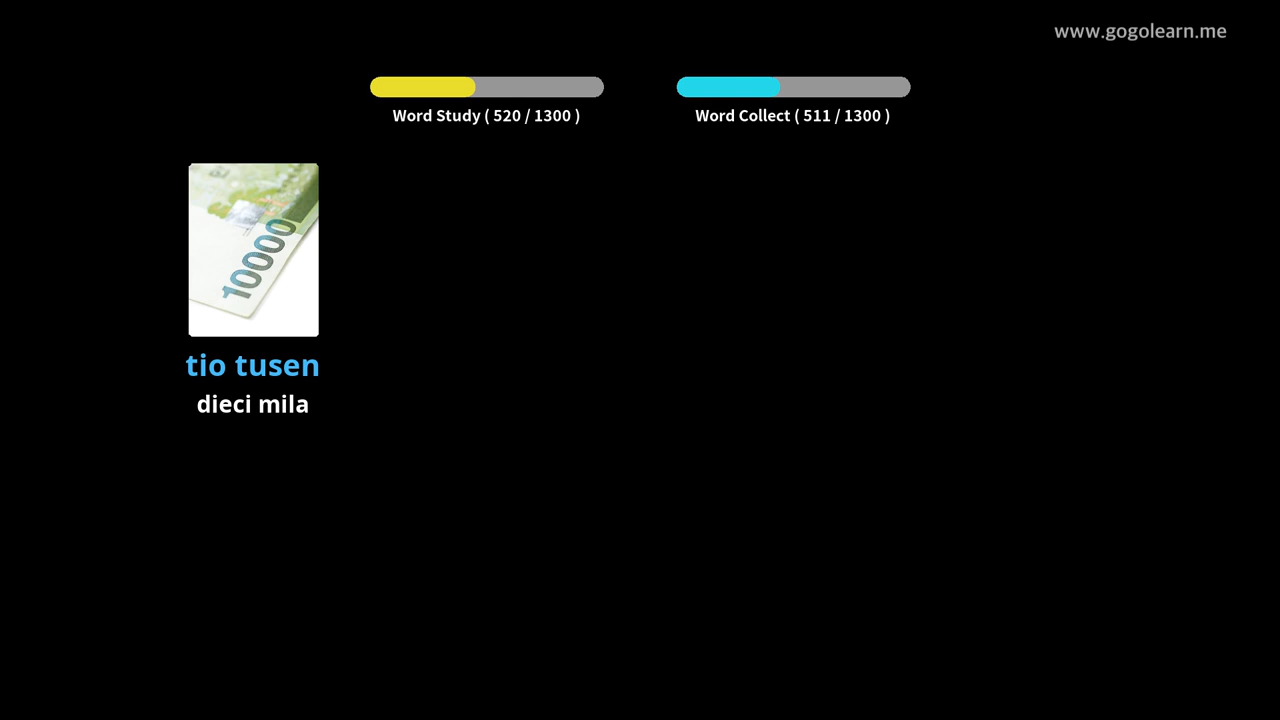 www.gogolearn.me
Word Study ( 520 / 1300 )
Word Collect ( 511 / 1300 )
10000
tio tusen
dieci mila